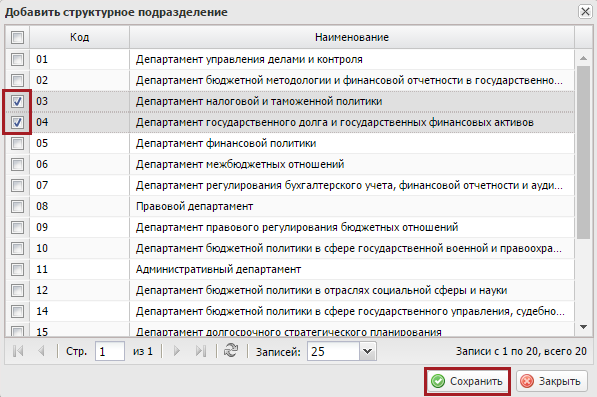 Добавить структурное подразделение
Код Наименование
01 Департамент управления делами и контроля
02 Департамент бюджетной методологии и финансовой отчетности в государственно...
03 Департамент налоговой и таможенной политики
04 Департамент государственного долга и государственных финансовых активов
05 Департамент финансовой политики
06 Департамент межбюджетных отношений
07 Департамент регулирования бухгалтерского учета, финансовой отчетности и ауди...
08 Правовой департамент
09 Департамент правового регулирования бюджетных отношений
10 Департамент бюджетной политики в сфере государственной военной и правоохра...
11 Административный департамент
12 Департамент бюджетной политики в отраслях социальной сферы и науки
14 Департамент бюджетной политики в сфере государственного управления, судебно...
15 Департамент долгосрочного стратегического планирования
Стр. 1 из 1 Записей: 25 Записи с 1 по 20, всего 20
Сохранить Закрыть